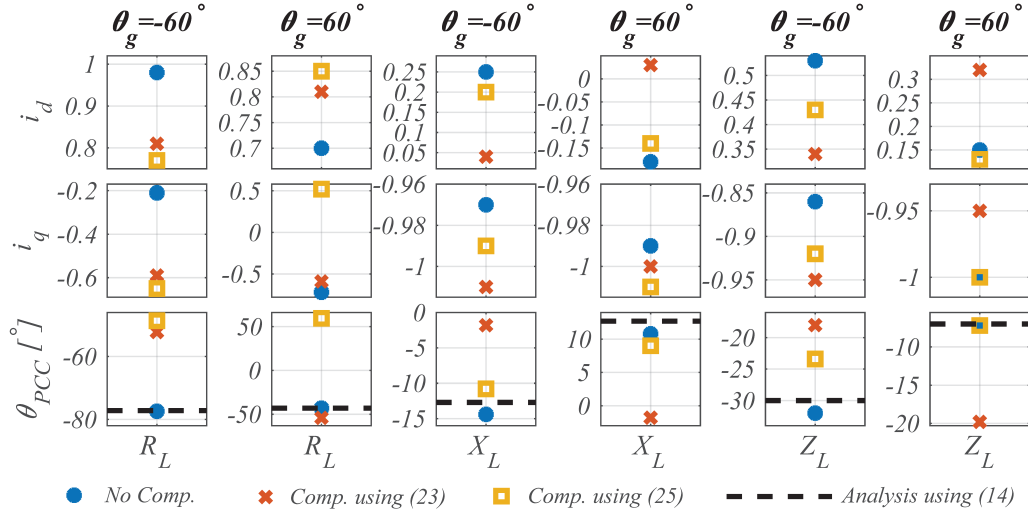 θg=-60° θg=60° θg=-60° θg=60° θg=-60° θg=60°
id
1 0.9 0.8
0.85 0.8 0.75 0.7
0.25 0.2 0.15 0.1 0.05
0 -0.05 -0.1 -0.15
0.5 0.45 0.4 0.35
0.3 0.25 0.2 0.15
iq
-0.2 -0.4 -0.6
0.5 0 -0.5
-0.96 -0.98 -1
-0.96 -0.98 -1
-0.85 -0.9 -0.95
-0.95 -1
θPCC [°]
-60 -80
50 0 -50
0 -5 -10 -15
10 5 0
-20 -30
-10 -15 -20
RL RL XL XL ZL ZL
No Comp. Comp. using (23) Comp. using (25) Analysis using (14)